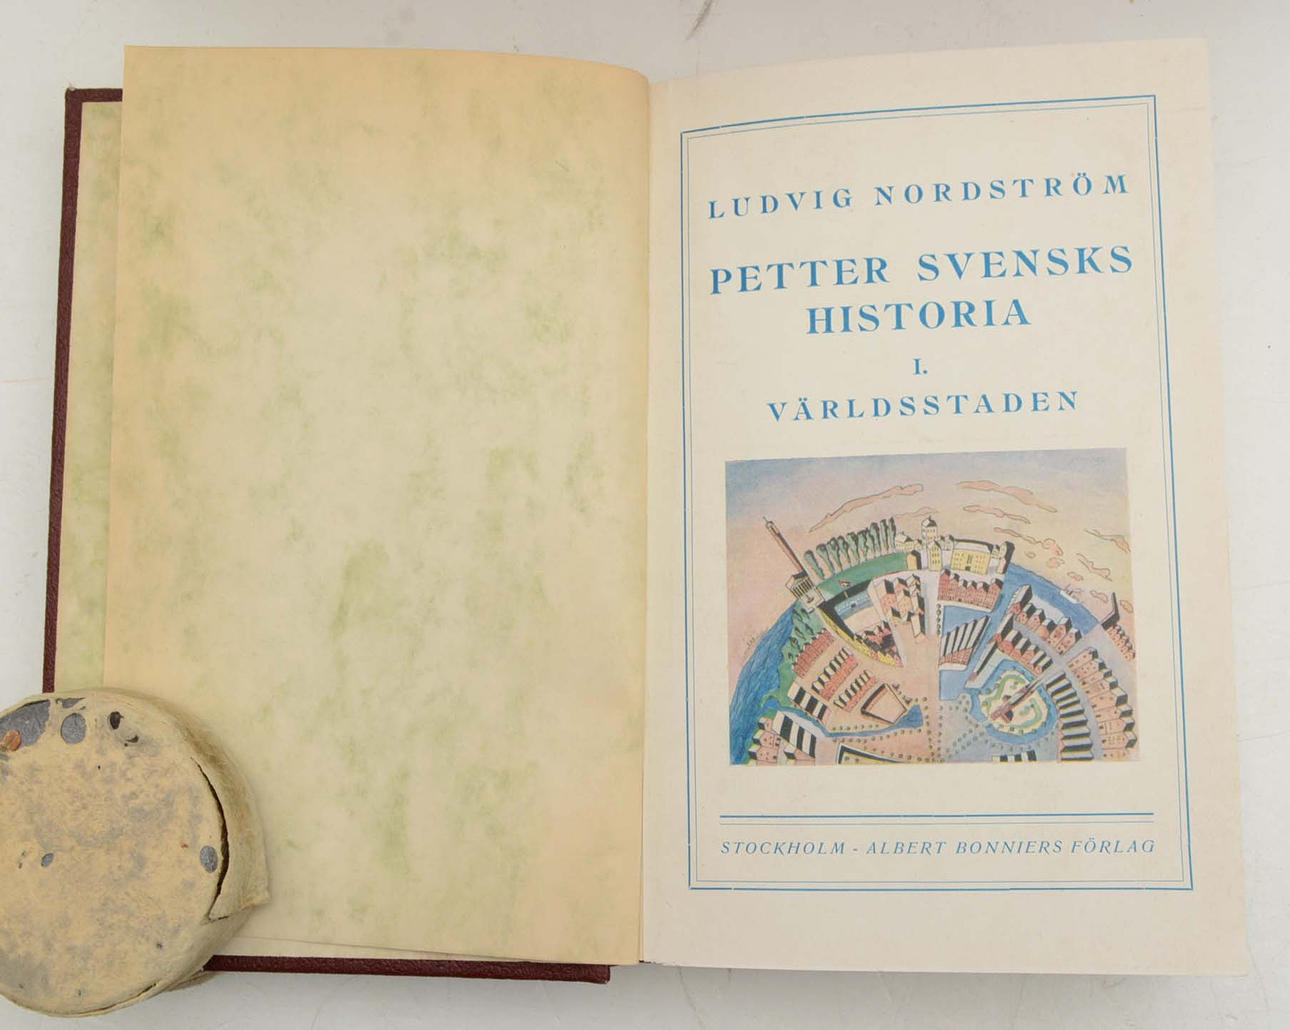 LUDVIG NORDSTRÖM
PETTER SVENSKS
HISTORIA
I.
VÄRLDSSTADEN
STOCKHOLM - ALBERT BONNIERS FÖRLAG